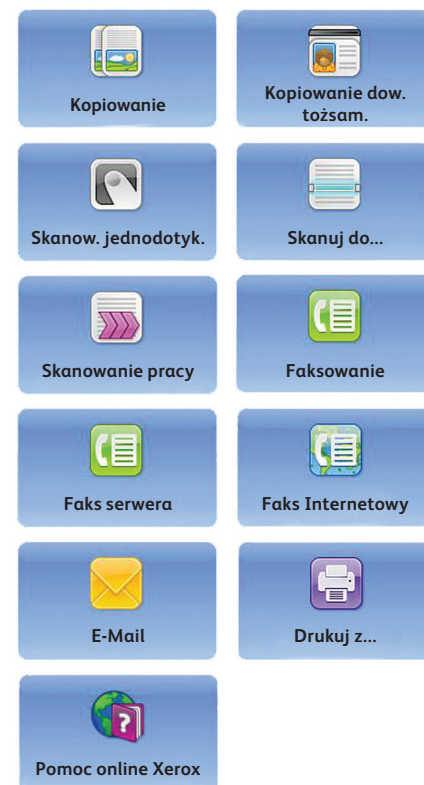 Kopiowanie
Kopiowanie dow.
tożsam.
Skanow. jednodotyk.
Skanuj do...
Skanowanie pracy
Faksowanie
Faks serwera
Faks Internetowy
E-Mail
Drukuj z...
?
Pomoc online Xerox